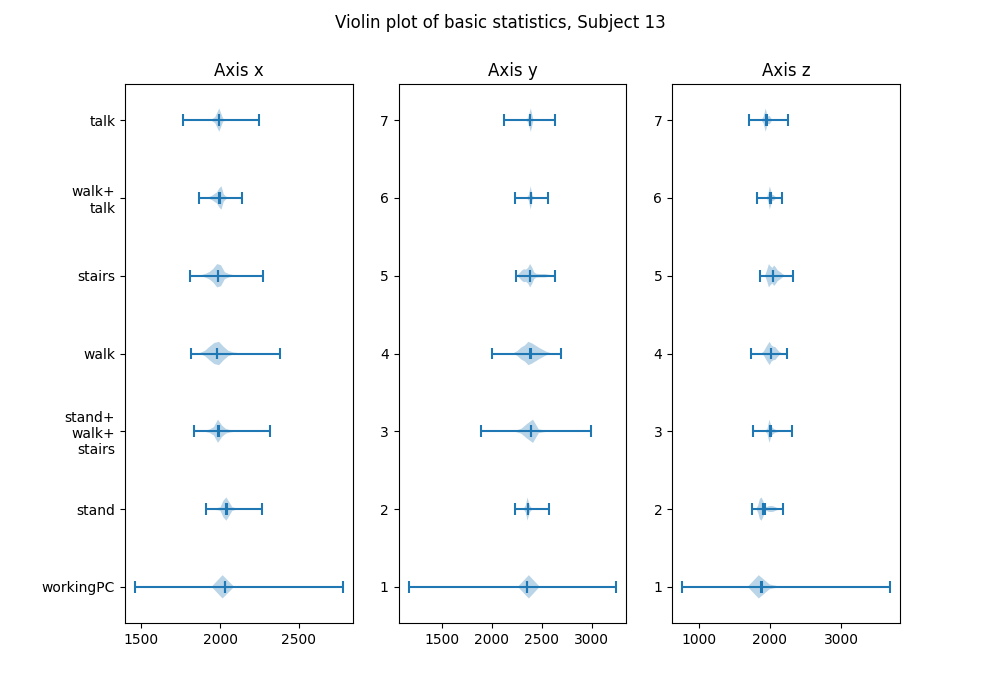 Violin plot of basic statistics, Subject 13
Axis x
Axis y
Axis z
talk
walk+
talk
stairs
walk
stand+
walk+
stairs
stand
workingPC
7
6
5
4
3
2
1
7
6
5
4
3
2
1
1500 2000 2500
1500 2000 2500 3000
1000 2000 3000